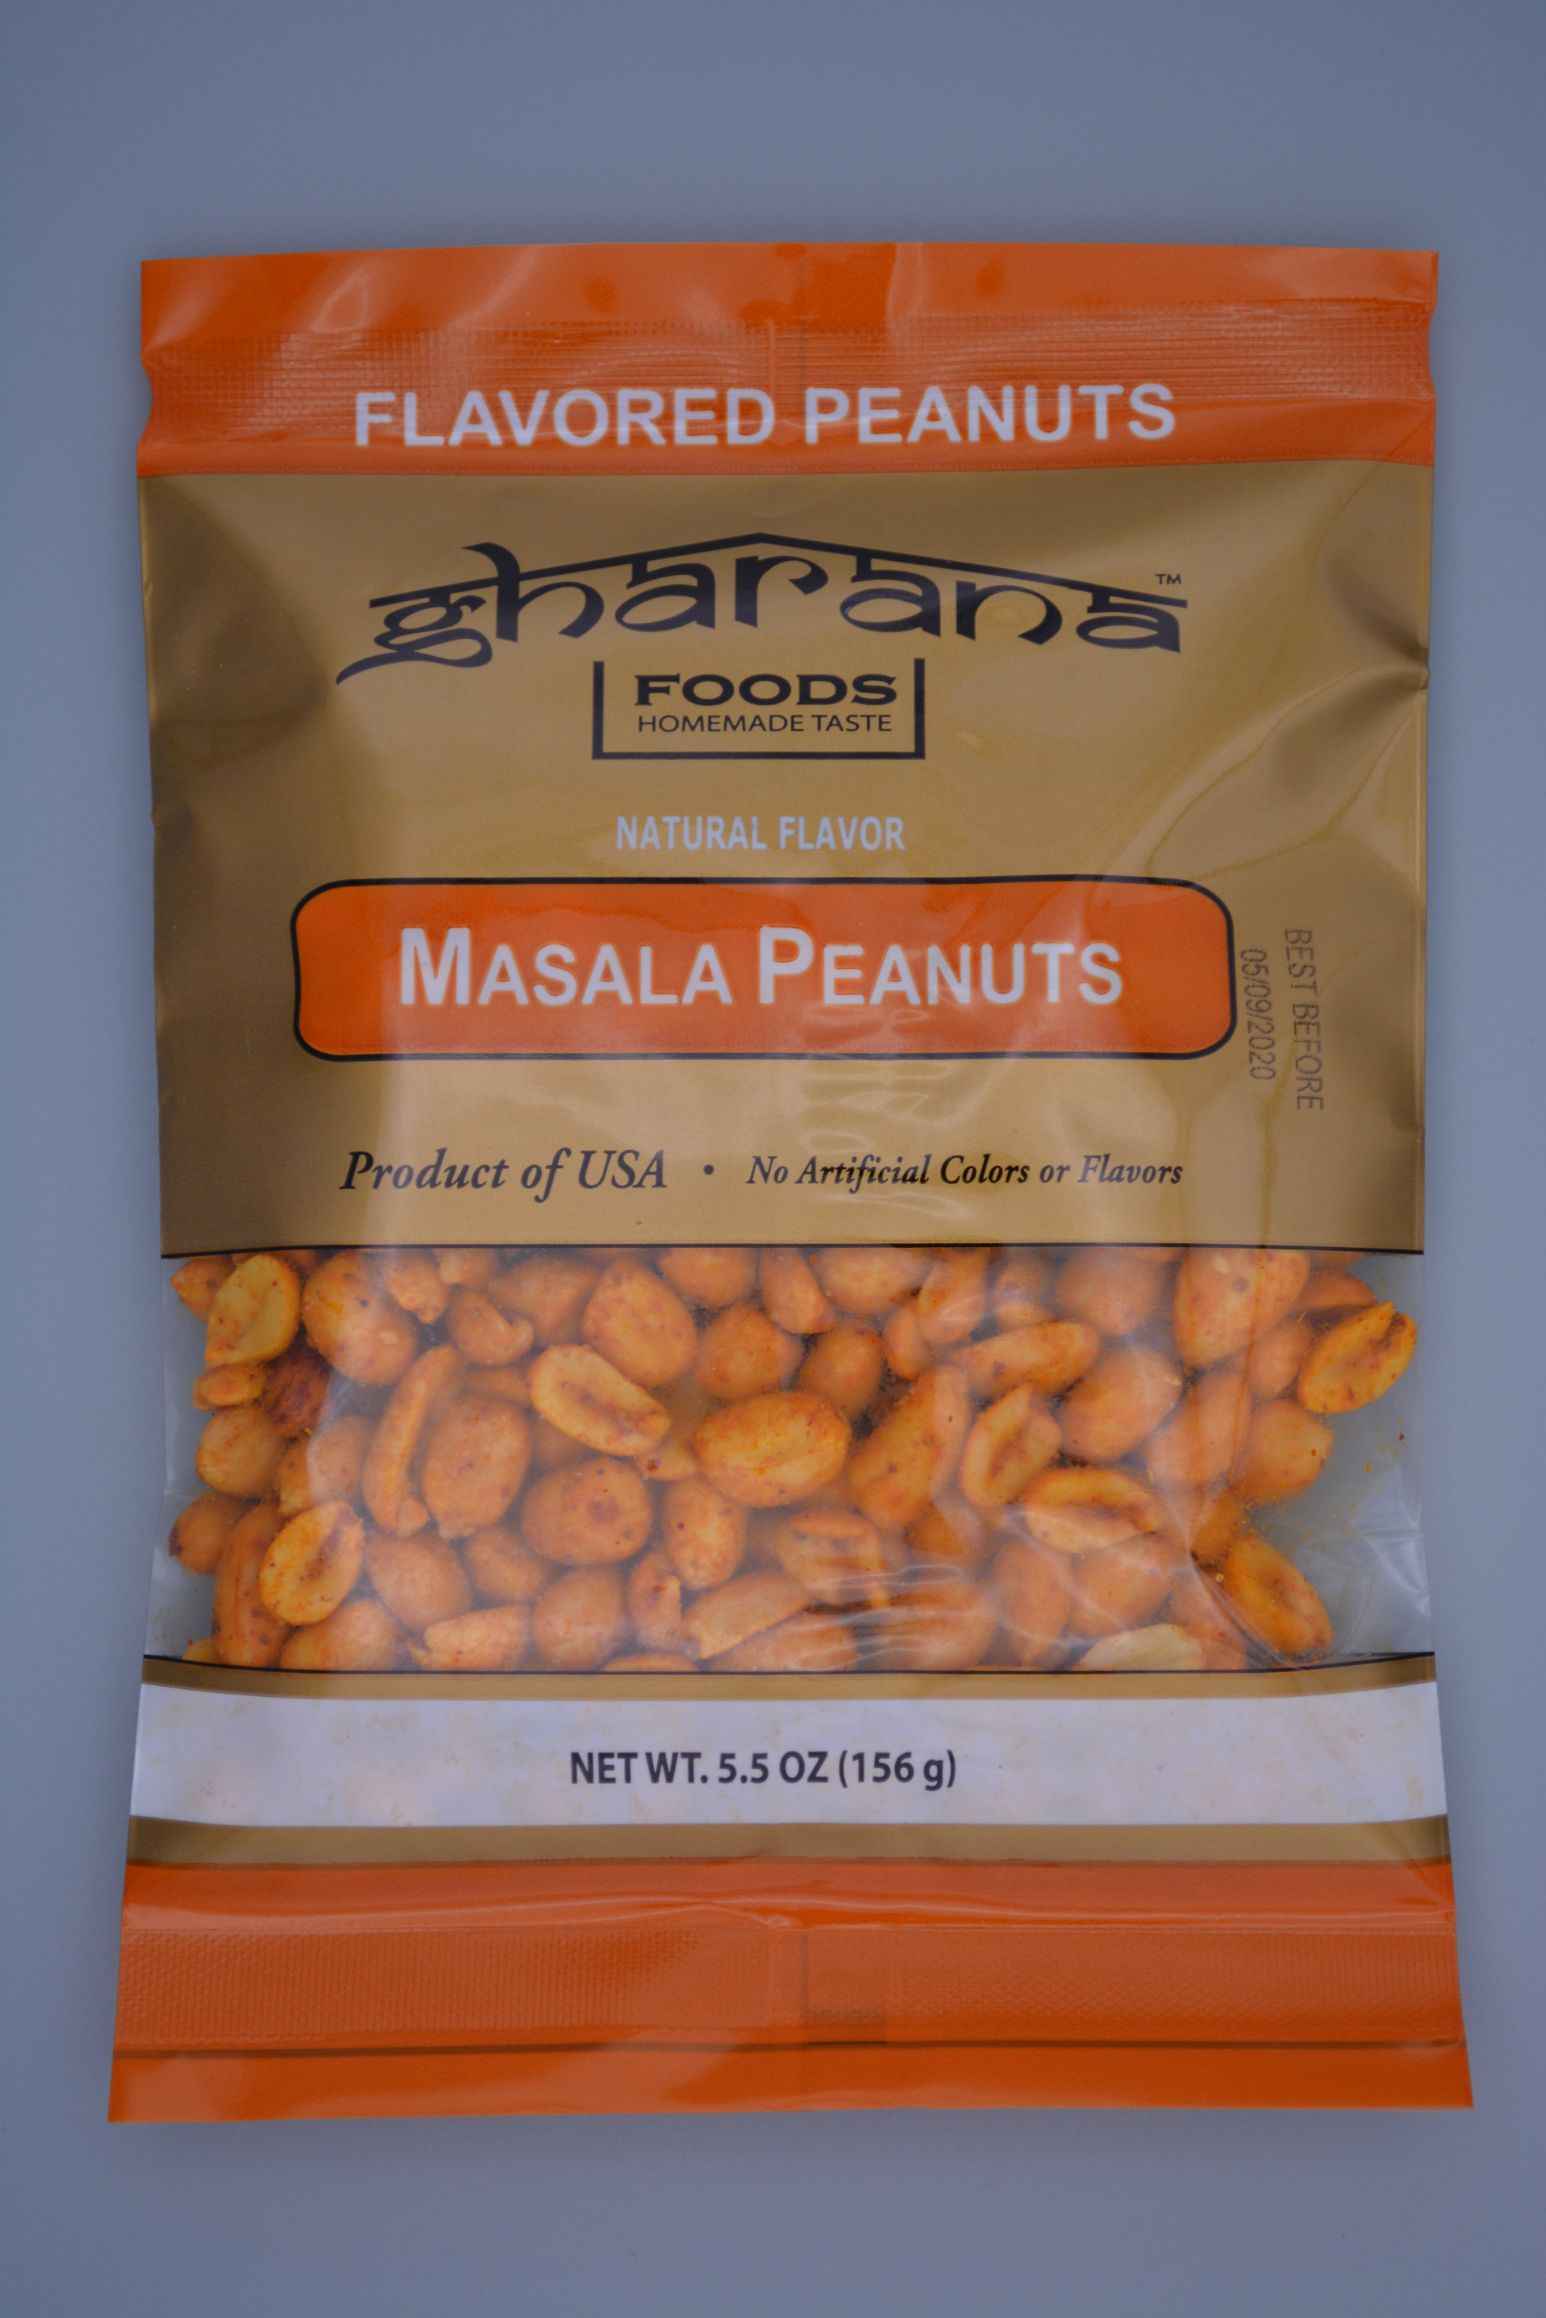 FLAVORED PEANUTS
gharana™
FOODS
HOMEMADE TASTE
NATURAL FLAVOR
MASALA PEANUTS
BEST BEFORE
05/09/2020
Product of USA • No Artificial Colors or Flavors
NET WT. 5.5 OZ (156 g)